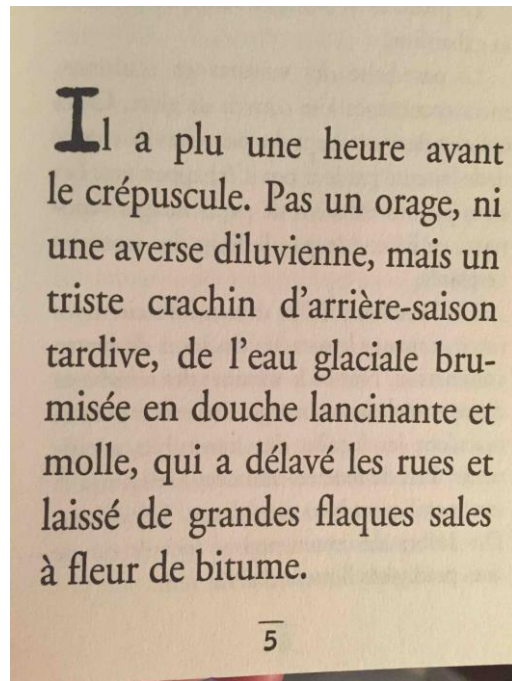 Il a plu une heure avant
le crépuscule. Pas un orage, ni
une averse diluvienne, mais un
triste crachin d’arrière-saison
tardive, de l’eau glaciale bru-
misée en douche lancinante et
molle, qui a délavé les rues et
laissé de grandes flaques sales
à fleur de bitume.
5